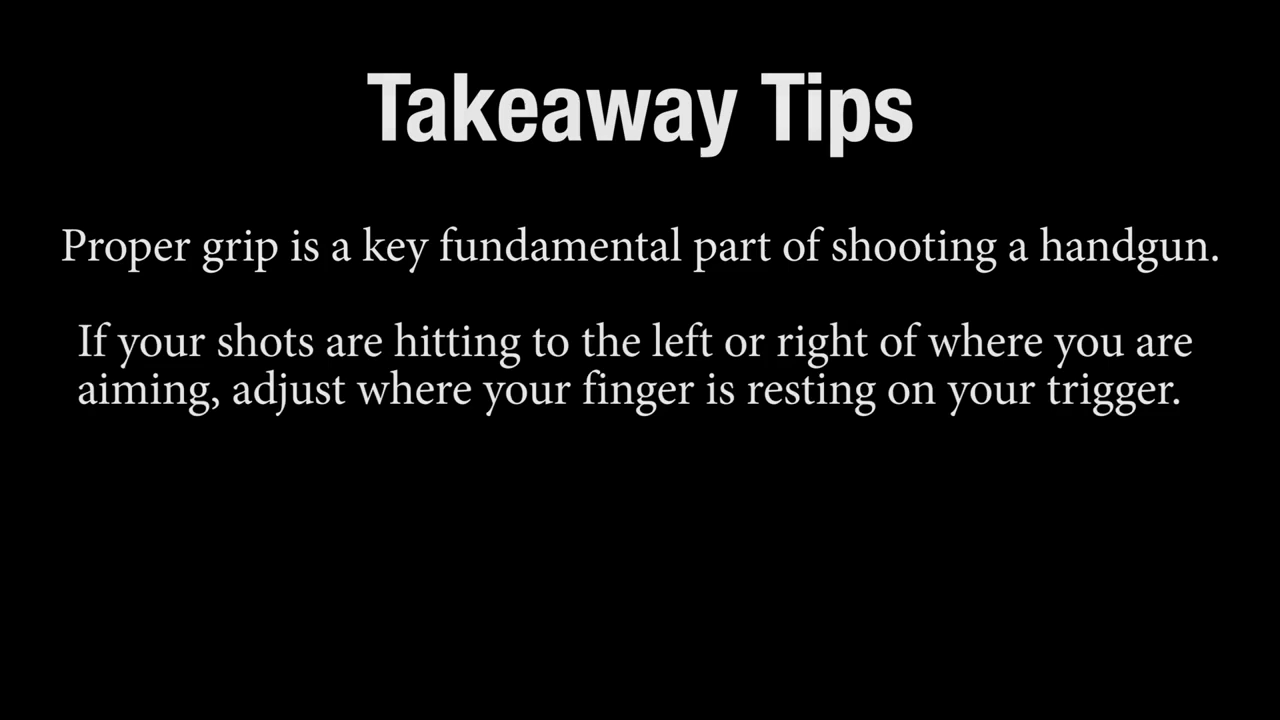 Takeaway Tips
Proper grip is a key fundamental part of shooting a handgun.
If your shots are hitting to the left or right of where you are
aiming, adjust where your finger is resting on your trigger.